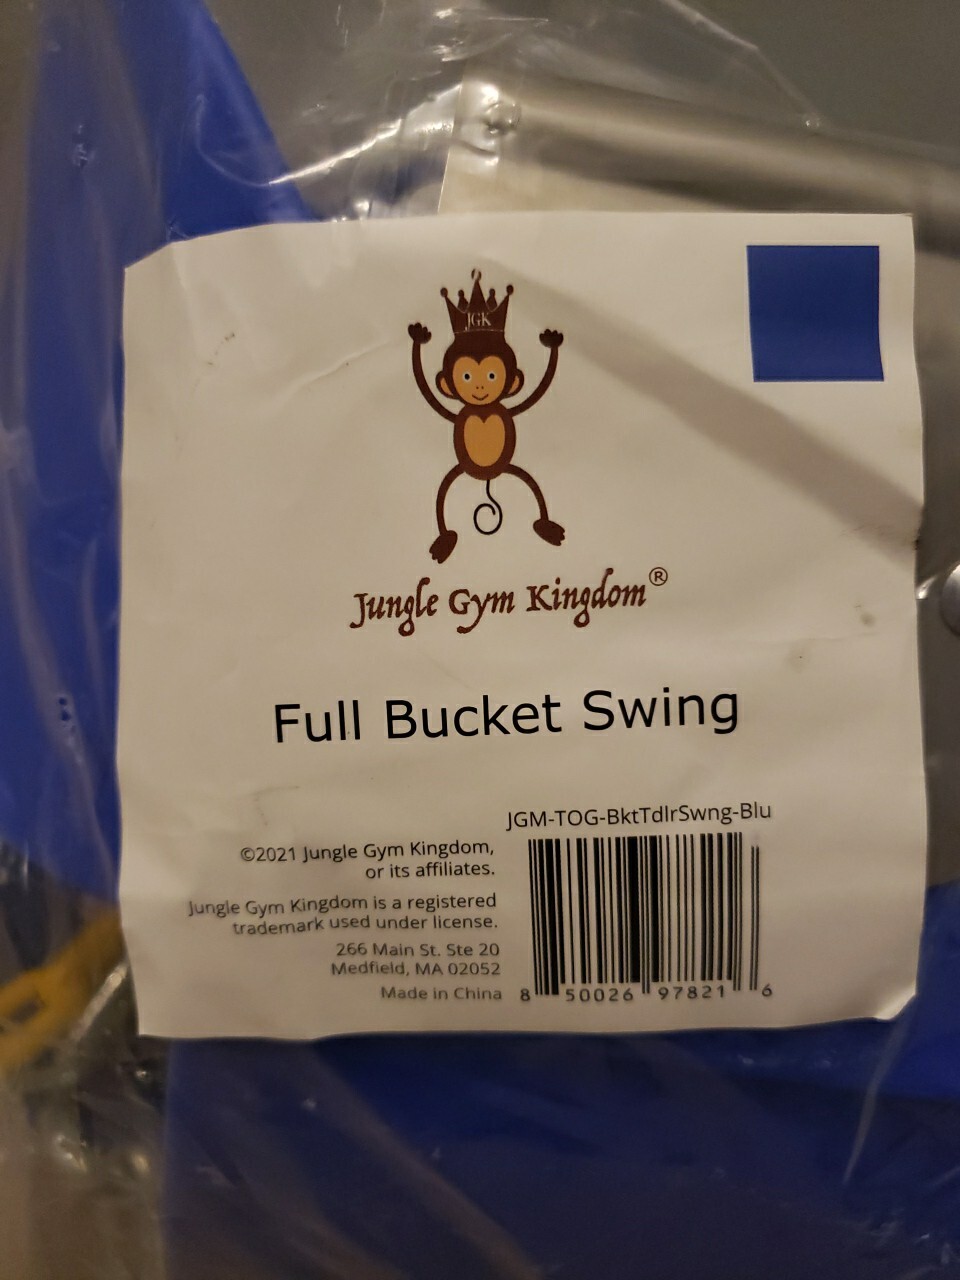 JGK
Jungle Gym Kingdom®
Full Bucket Swing
JGM-TOG-BktTdlrSwng-Blu
©2021 Jungle Gym Kingdom,
or its affiliates.
Jungle Gym Kingdom is a registered
trademark used under license.
266 Main St. Ste 20
Medfield, MA 02052
Made in China
8 50026 97821 6